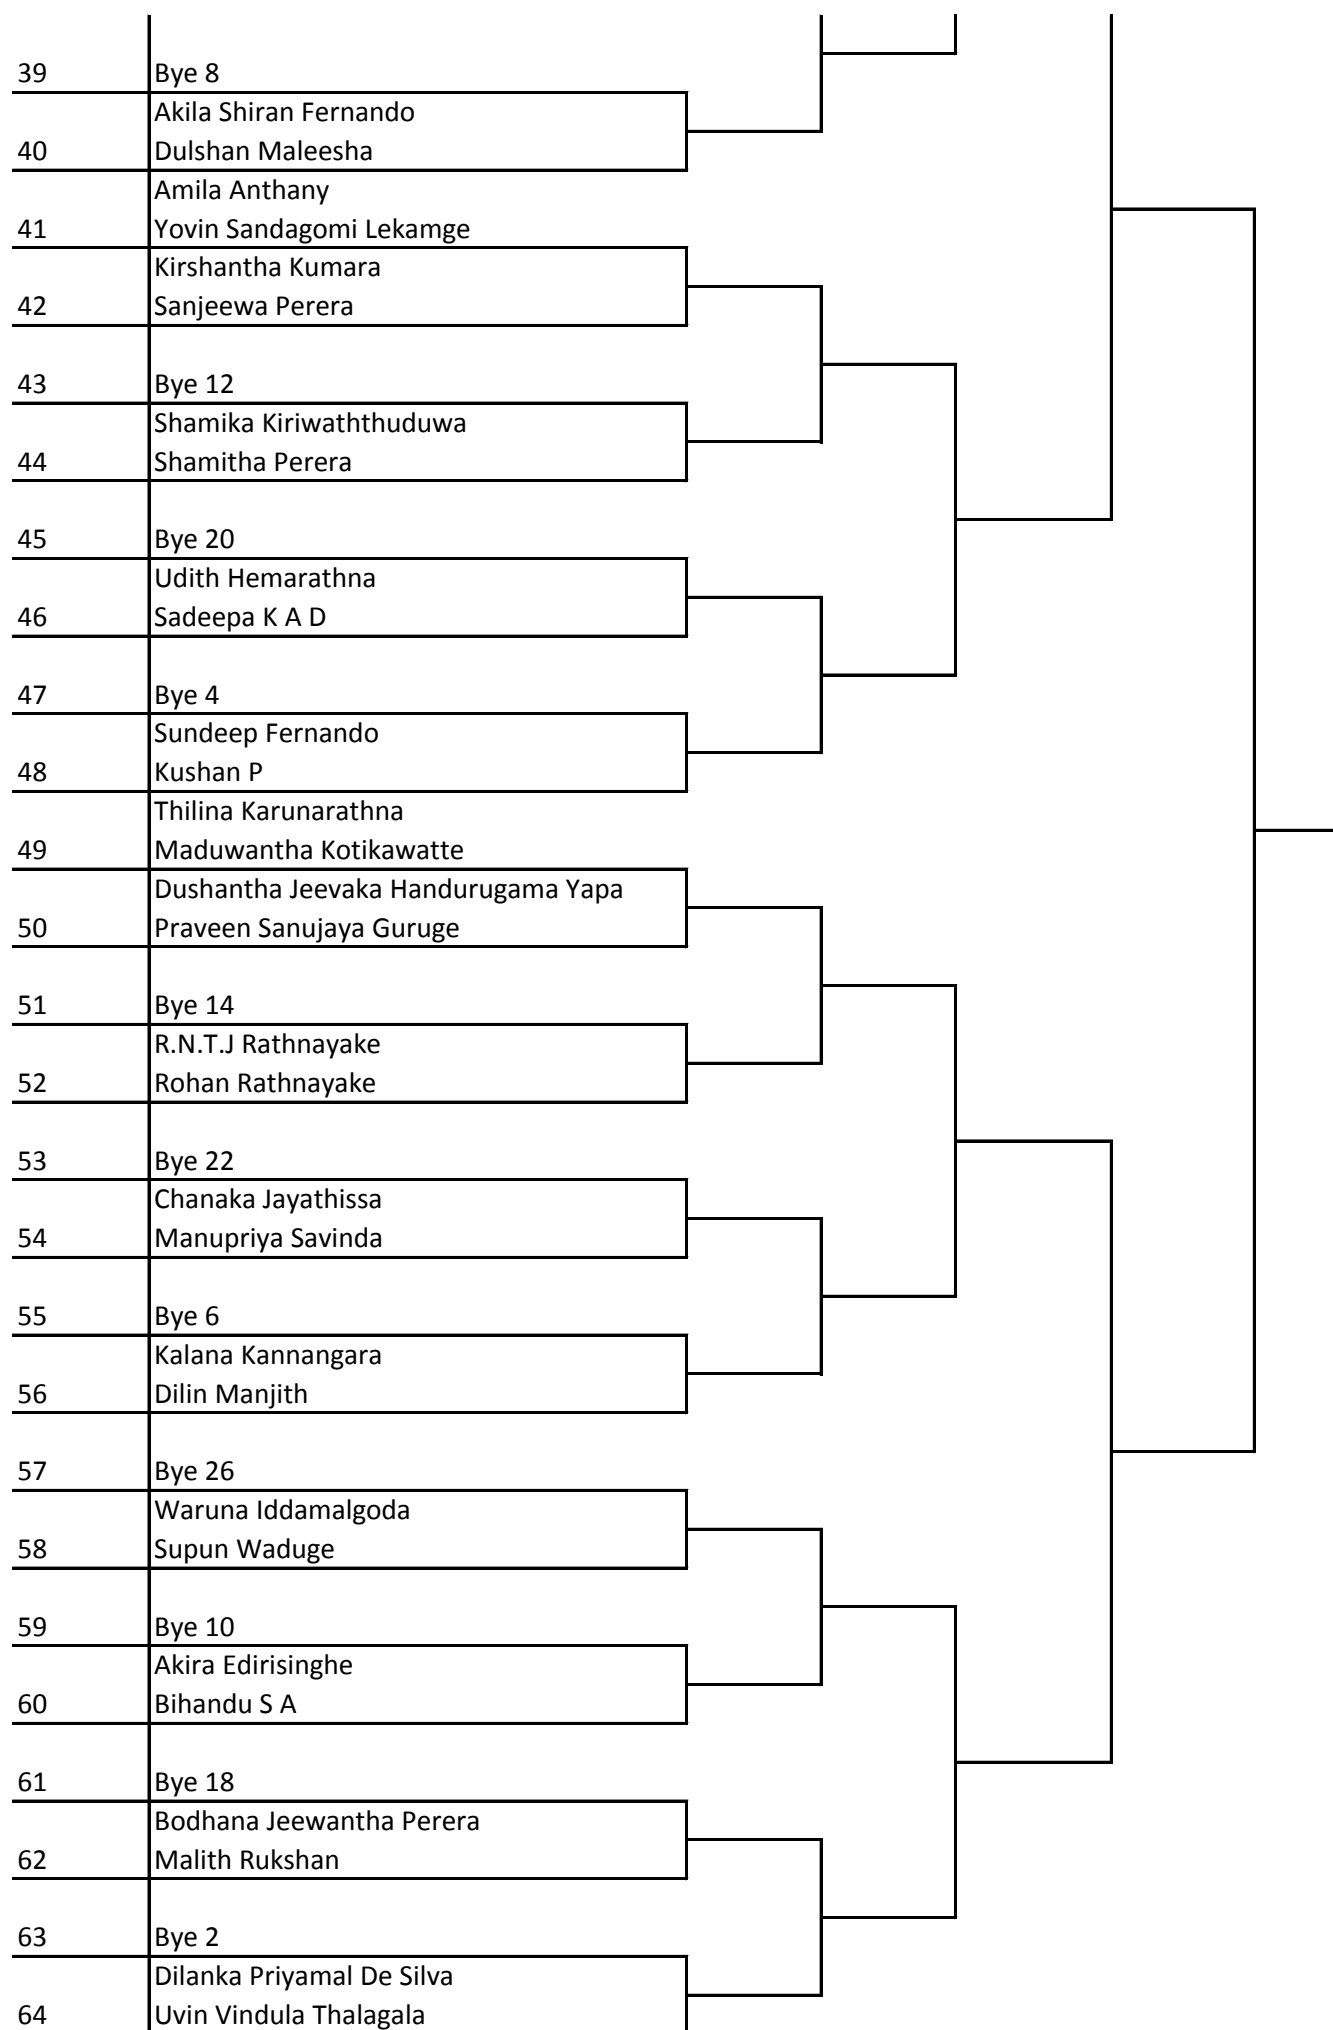 39 Bye 8
Akila Shiran Fernando
40 Dulshan Maleesha
Amila Anthany
41 Yovin Sandagomi Lekamge
Kirshantha Kumara
42 Sanjeewa Perera
43 Bye 12
Shamika Kiriwaththuduwa
44 Shamitha Perera
45 Bye 20
Udith Hemarathna
46 Sadeepa K A D
47 Bye 4
Sundeep Fernando
48 Kushan P
Thilina Karunarathna
49 Maduwantha Kotikawatte
Dushantha Jeevaka Handurugama Yapa
50 Praveen Sanujaya Guruge
51 Bye 14
R.N.T.J Rathnayake
52 Rohan Rathnayake
53 Bye 22
Chanaka Jayathissa
54 Manupriya Savinda
55 Bye 6
Kalana Kannangara
56 Dilin Manjith
57 Bye 26
Waruna Iddamalgoda
58 Supun Waduge
59 Bye 10
Akira Edirisinghe
60 Bihandu S A
61 Bye 18
Bodhana Jeewantha Perera
62 Malith Rukshan
63 Bye 2
Dilanka Priyamal De Silva
64 Uvin Vindula Thalagala